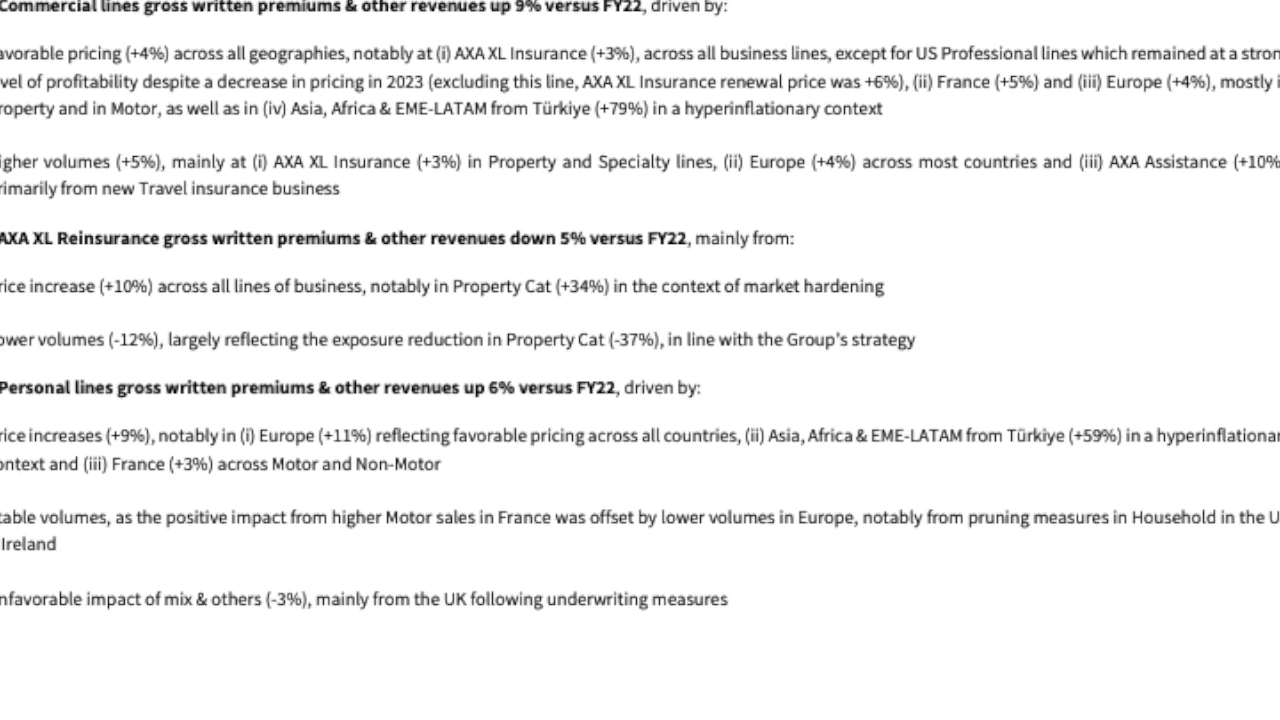 Commercial lines gross written premiums & other revenues up 9% versus FY22, driven by:
avorable pricing (+4%) across all geographies, notably at (i) AXA XL Insurance (+3%), across all business lines, except for US Professional lines which remained at a stron
vel of profitability despite a decrease in pricing in 2023 (excluding this line, AXA XL Insurance renewal price was +6%), (ii) France (+5%) and (iii) Europe (+4%), mostly i
roperty and in Motor, as well as in (iv) Asia, Africa & EME-LATAM from Türkiye (+79%) in a hyperinflationary context
igher volumes (+5%), mainly at (i) AXA XL Insurance (+3%) in Property and Specialty lines, (ii) Europe (+4%) across most countries and (iii) AXA Assistance (+10%
rimarily from new Travel insurance business
AXA XL Reinsurance gross written premiums & other revenues down 5% versus FY22, mainly from:
rice increase (+10%) across all lines of business, notably in Property Cat (+34%) in the context of market hardening
ower volumes (-12%), largely reflecting the exposure reduction in Property Cat (-37%), in line with the Group's strategy
Personal lines gross written premiums & other revenues up 6% versus FY22, driven by:
rice increases (+9%), notably in (i) Europe (+11%) reflecting favorable pricing across all countries, (ii) Asia, Africa & EME-LATAM from Türkiye (+59%) in a hyperinflationar
ontext and (iii) France (+3%) across Motor and Non-Motor
table volumes, as the positive impact from higher Motor sales in France was offset by lower volumes in Europe, notably from pruning measures in Household in the U
Ireland
nfavorable impact of mix & others (-3%), mainly from the UK following underwriting measures